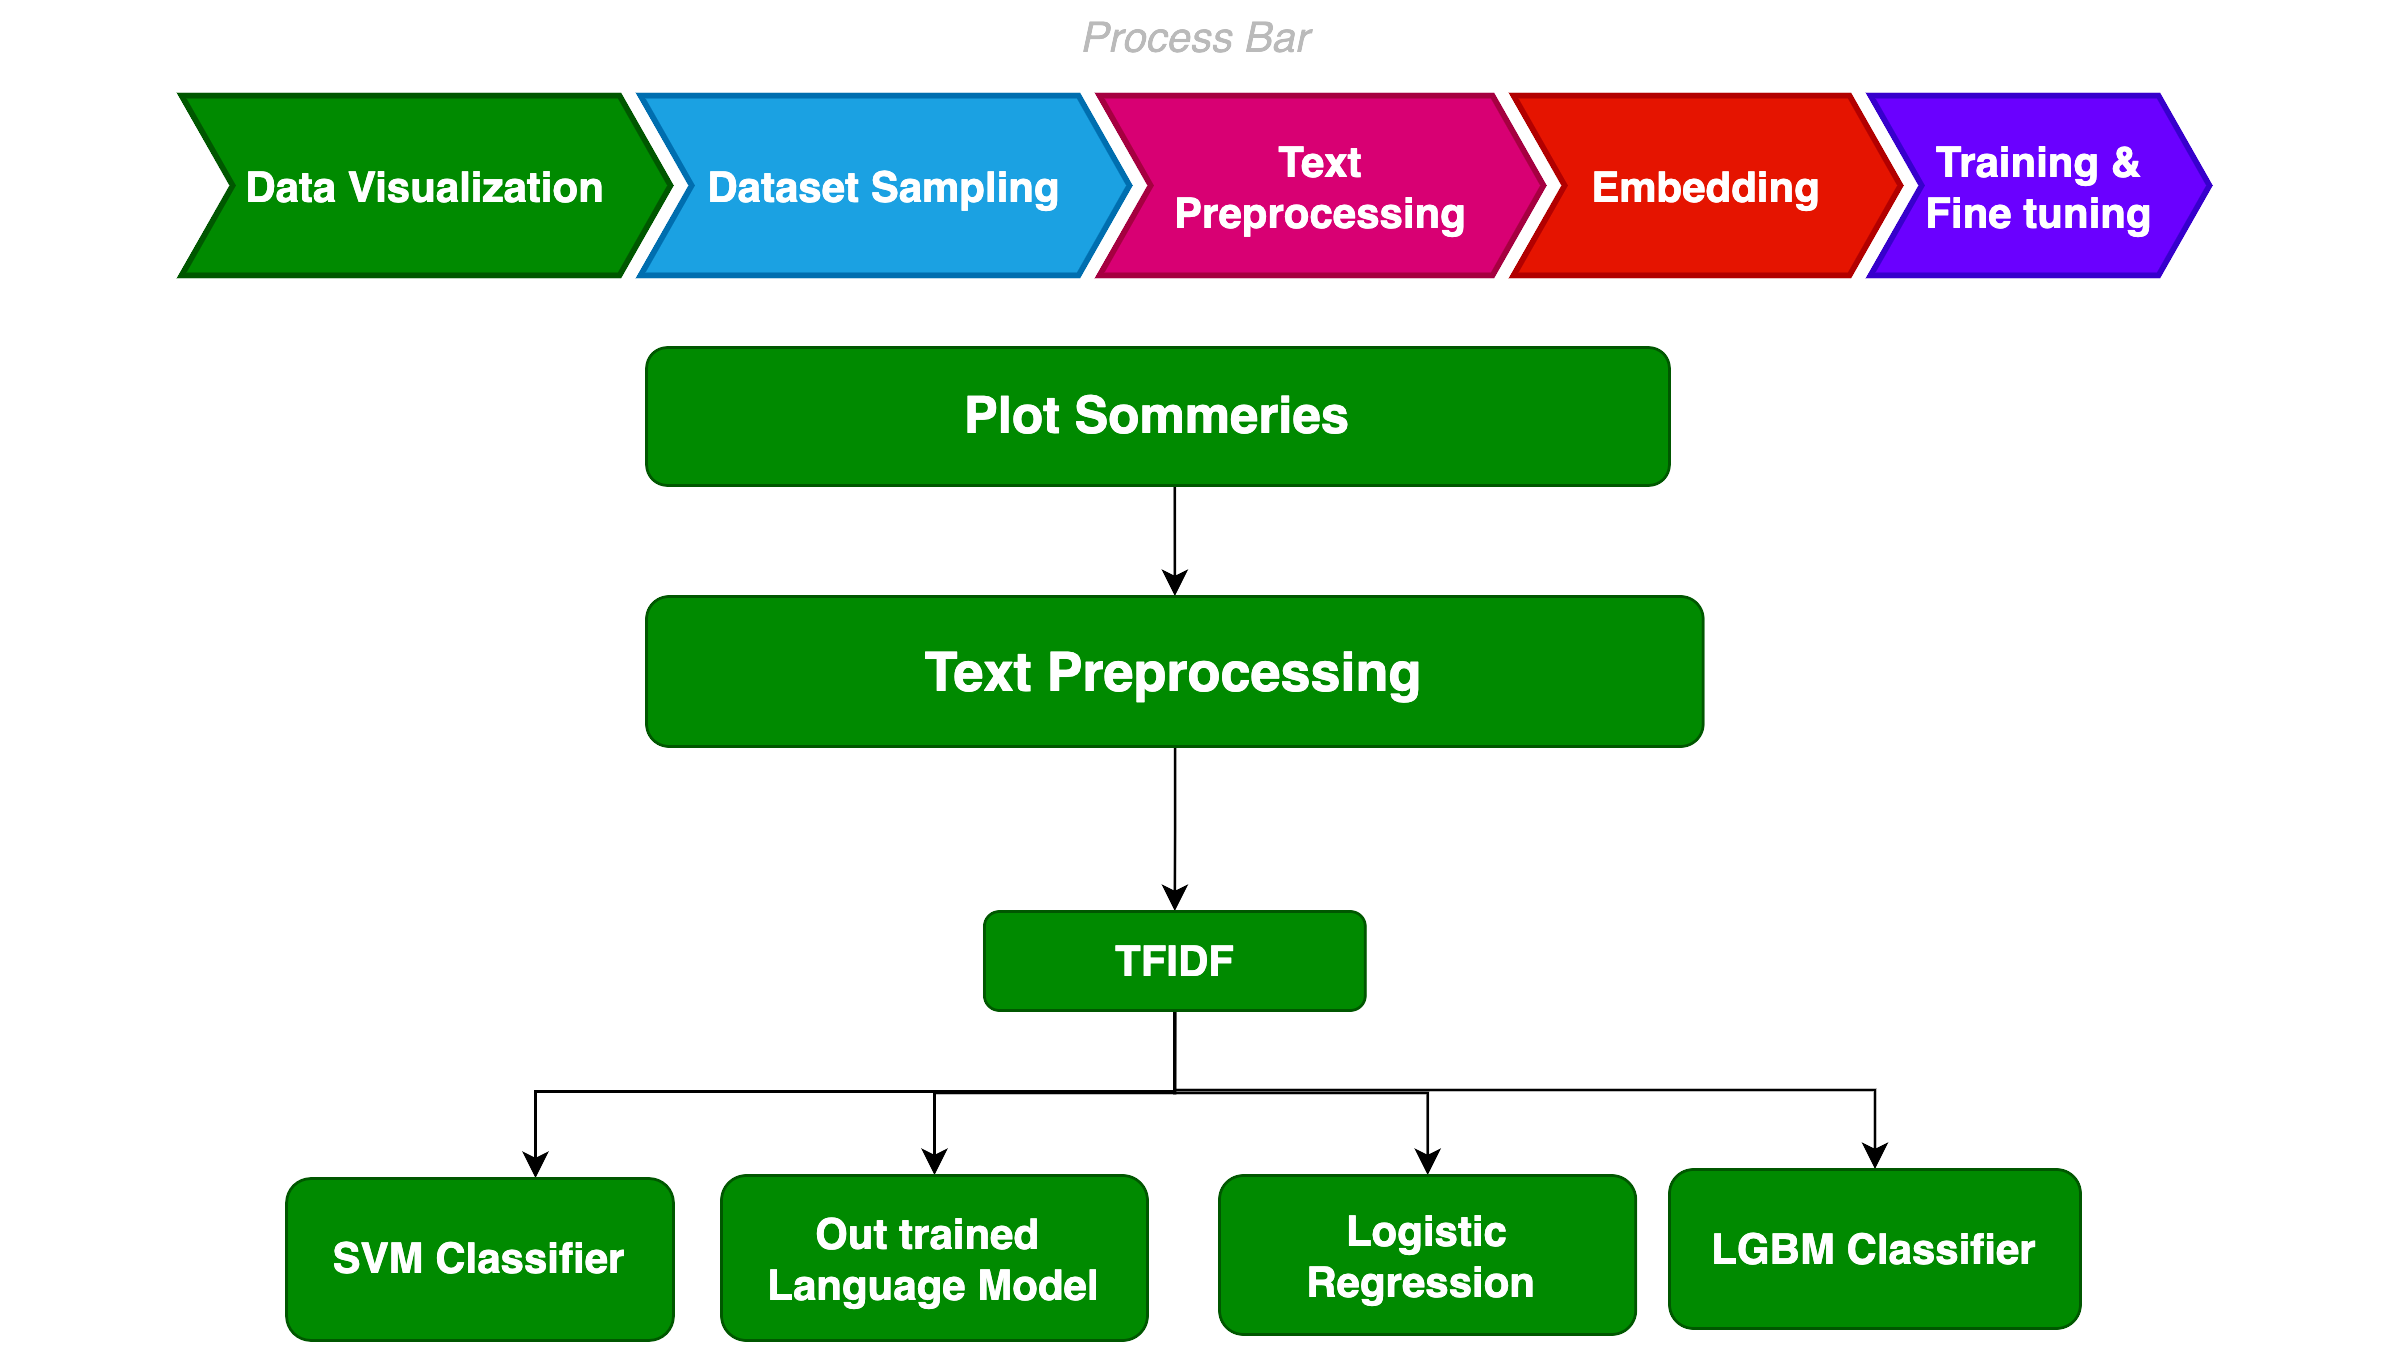 Process Bar
Data Visualization
Dataset Sampling
Text
Preprocessing
Embedding
Training &
Fine tuning
Plot Sommeries
Text Preprocessing
TFIDF
SVM Classifier
Out trained
Language Model
Logistic
Regression
LGBM Classifier